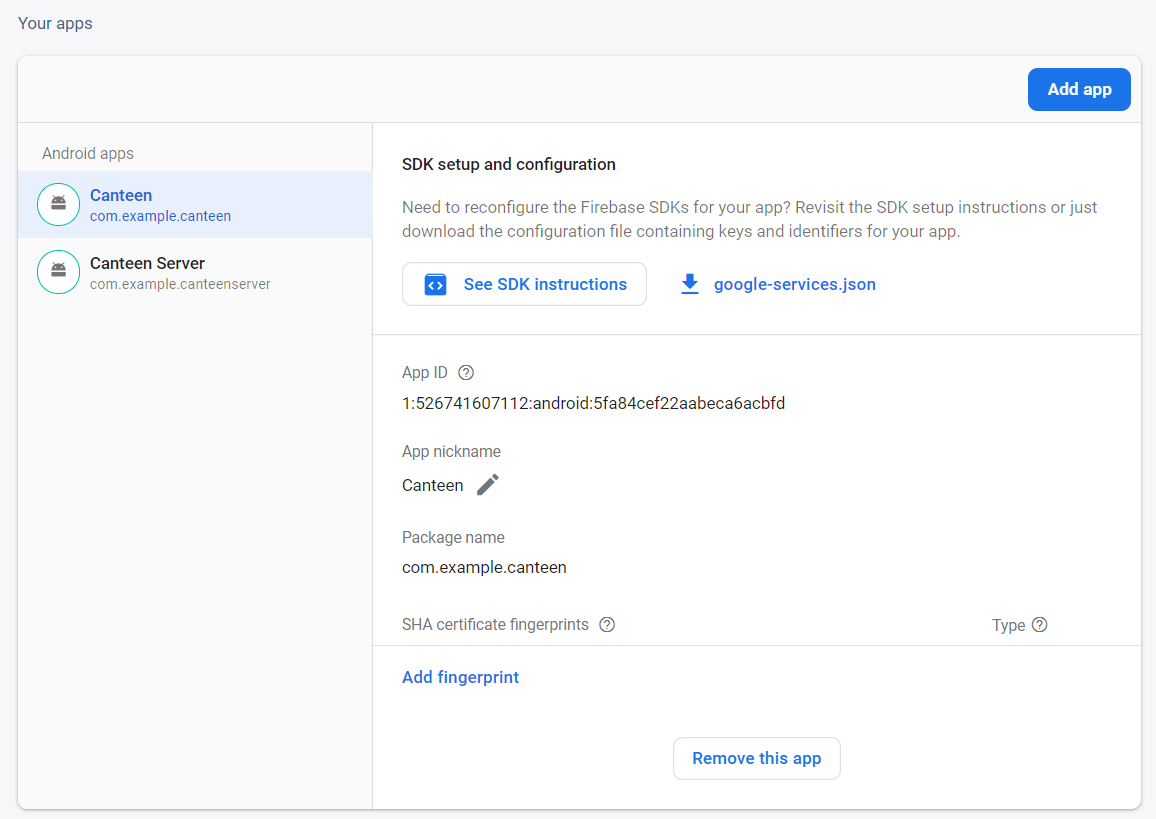 Your apps
Add app
Android apps
Canteen
com.example.canteen
Canteen Server
com.example.canteenserver
SDK setup and configuration
Need to reconfigure the Firebase SDKs for your app? Revisit the SDK setup instructions or just
download the configuration file containing keys and identifiers for your app.
See SDK instructions
google-services.json
App ID
1:526741607112:android:5fa84cef22aabeca6acbfd
App nickname
Canteen
Package name
com.example.canteen
SHA certificate fingerprints
Type
Add fingerprint
Remove this app